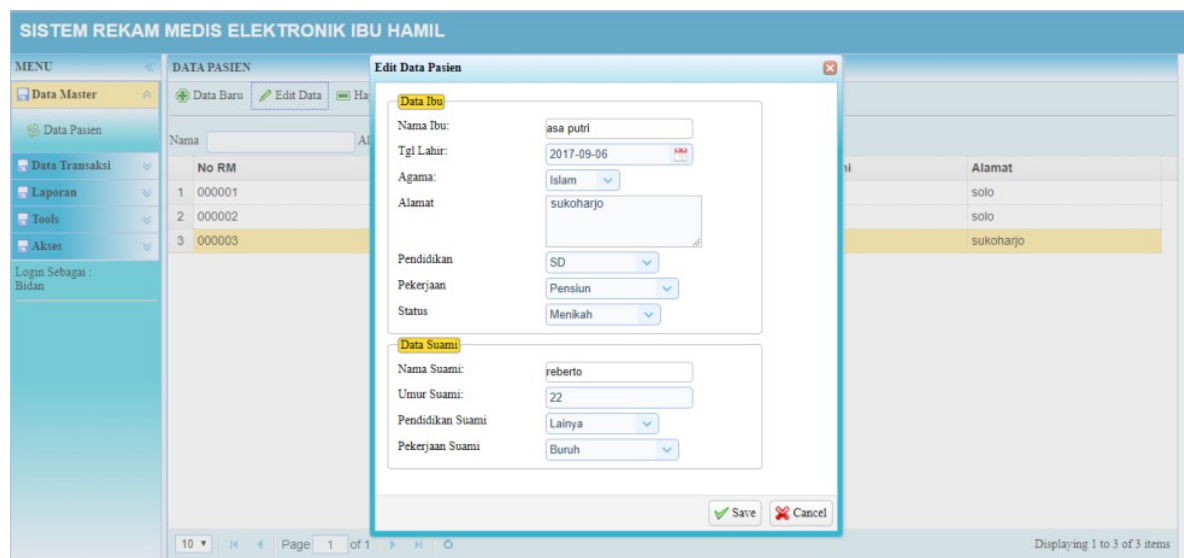 SISTEM REKAM MEDIS ELEKTRONIK IBU HAMIL
MENU
Data Master
Data Pasien
Data Transaksi
Laporan
Tools
Akses
Login Sebagai :
Bidan
DATA PASIEN
Data Baru Edit Data Ha
Nama Al
No RM Alamat
1 000001 solo
2 000002 solo
3 000003 sukoharjo
Edit Data Pasien
Data Ibu
Nama Ibu: asa putri
Tgl Lahir: 2017-09-06
Agama: Islam
Alamat sukoharjo
Pendidikan SD
Pekerjaan Pensiun
Status Menikah
Data Suami
Nama Suami: reberto
Umur Suami: 22
Pendidikan Suami Lainya
Pekerjaan Suami Buruh
Save Cancel
10 Page 1 of 1 Displaying 1 to 3 of 3 items